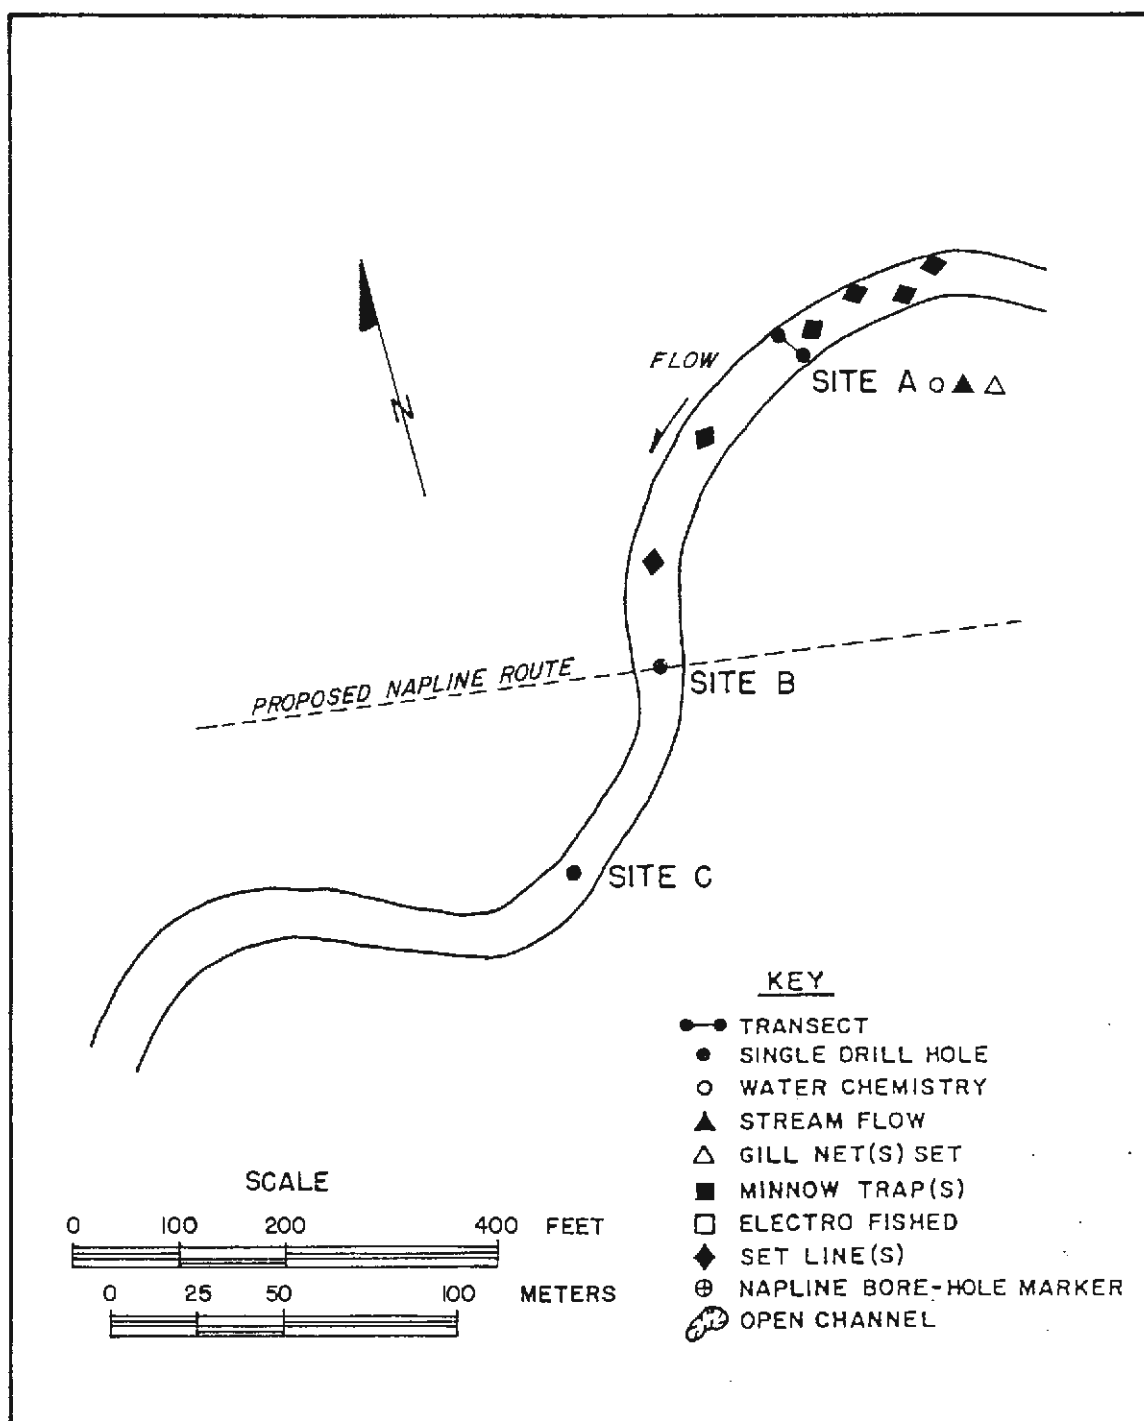 N
FLOW
SITE A
PROPOSED NAPLINE ROUTE
SITE B
SITE C
KEY
TRANSECT
SINGLE DRILL HOLE
WATER CHEMISTRY
STREAM FLOW
GILL NET(S) SET
MINNOW TRAP(S)
ELECTRO FISHED
SET LINE(S)
NAPLINE BORE-HOLE MARKER
OPEN CHANNEL
SCALE
0 100 200 400 FEET
0 25 50 100 METERS